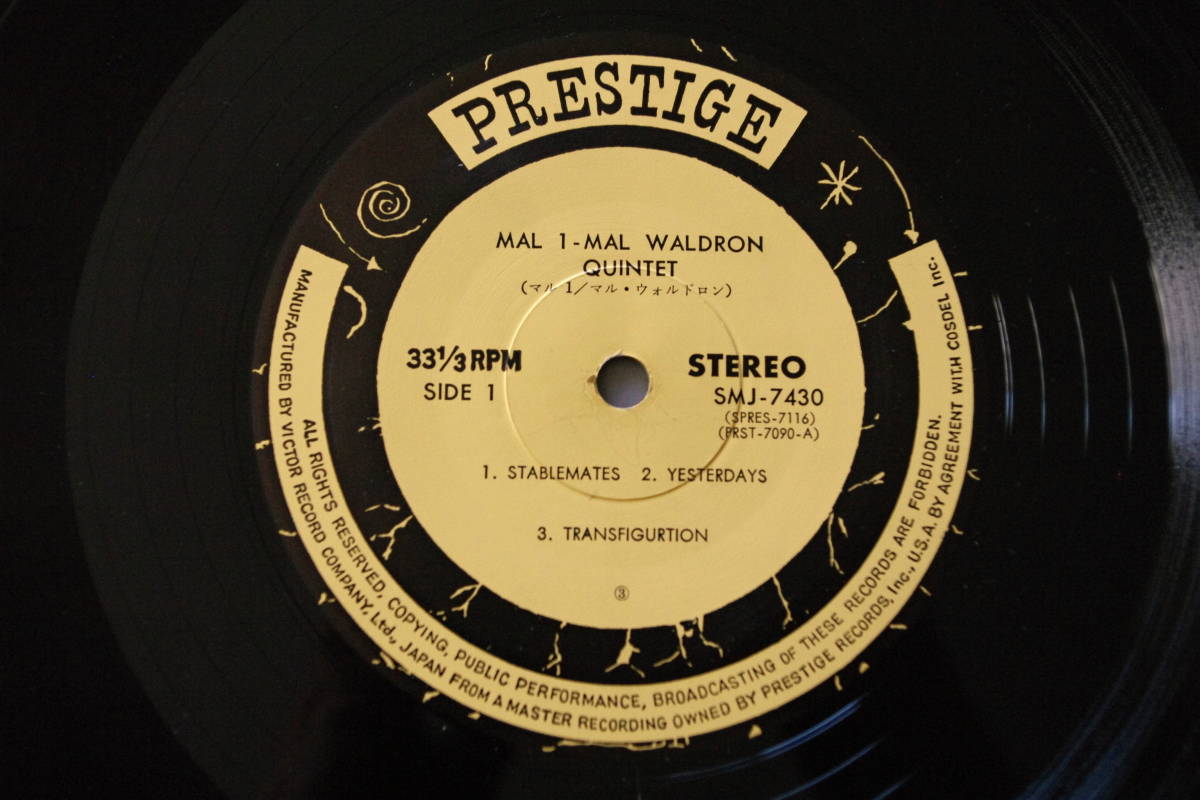 PRESTIGE
MAL 1-MAL WALDRON
QUINTET
(マル 1/マル・ウォルドロン)
33 1/3 RPM
SIDE 1
STEREO
SMJ-7430
(SPRES-7116)
(PRST-7090-A)
1. STABLEMATES 2. YESTERDAYS
3. TRANSFIGURTION
③
ALL RIGHTS RESERVED, COPYING, PUBLIC PERFORMANCE, BROADCASTING OF THESE RECORDS ARE FORBIDDEN.
MANUFACTURED BY VICTOR RECORD COMPANY, Ltd., JAPAN FROM A MASTER RECORDING OWNED BY PRESTIGE RECORDS, Inc., U.S.A. BY AGREEMENT WITH COSDEL Inc.